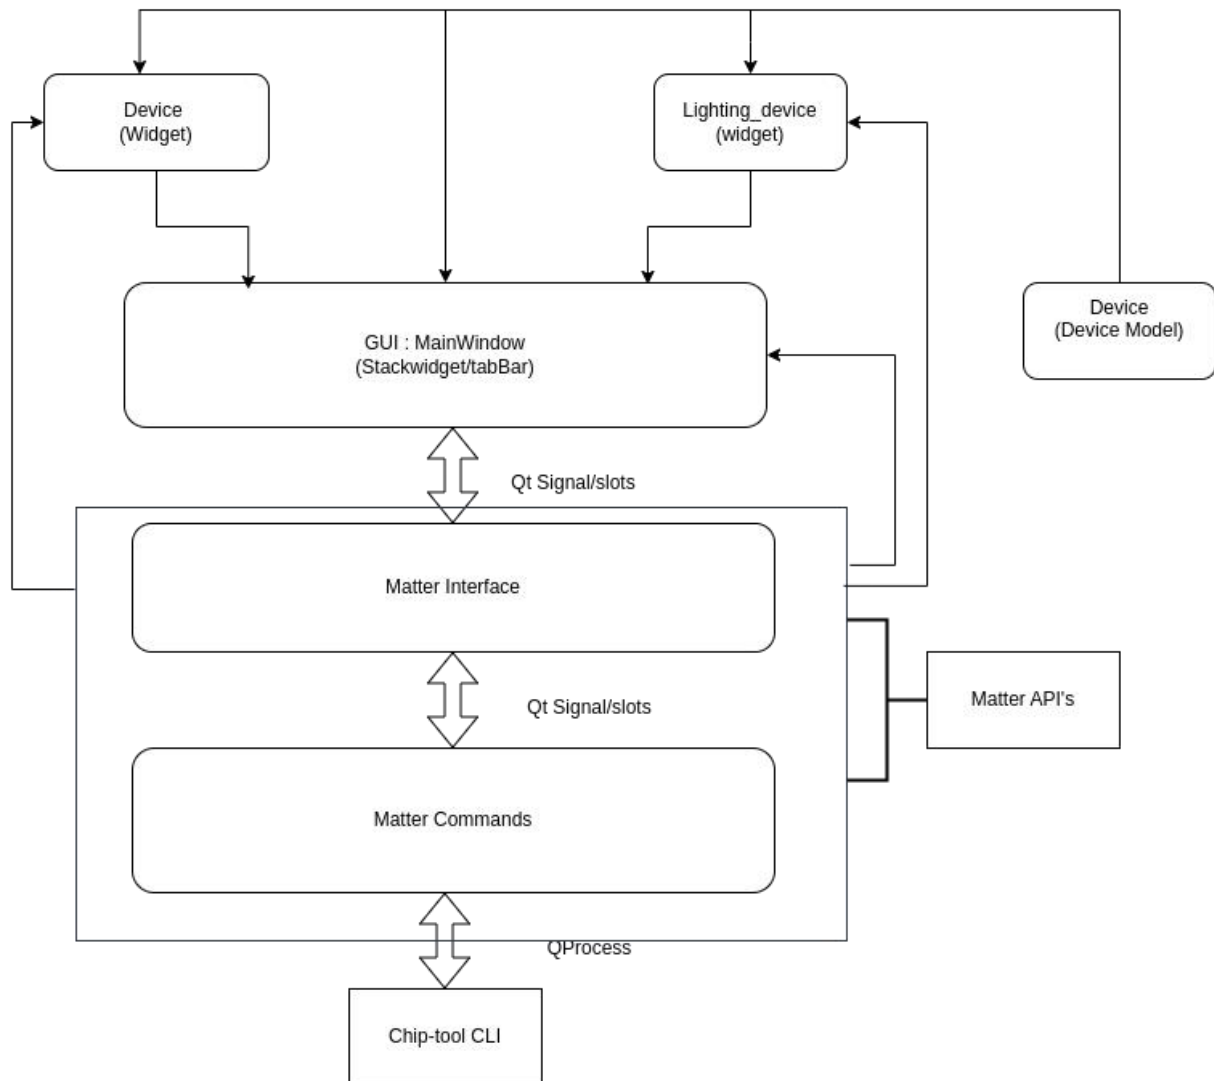 Device
(Widget)
Lighting_device
(widget)
Device
(Device Model)
GUI : MainWindow
(Stackwidget/tabBar)
Qt Signal/slots
Matter Interface
Matter API's
Qt Signal/slots
Matter Commands
QProcess
Chip-tool CLI